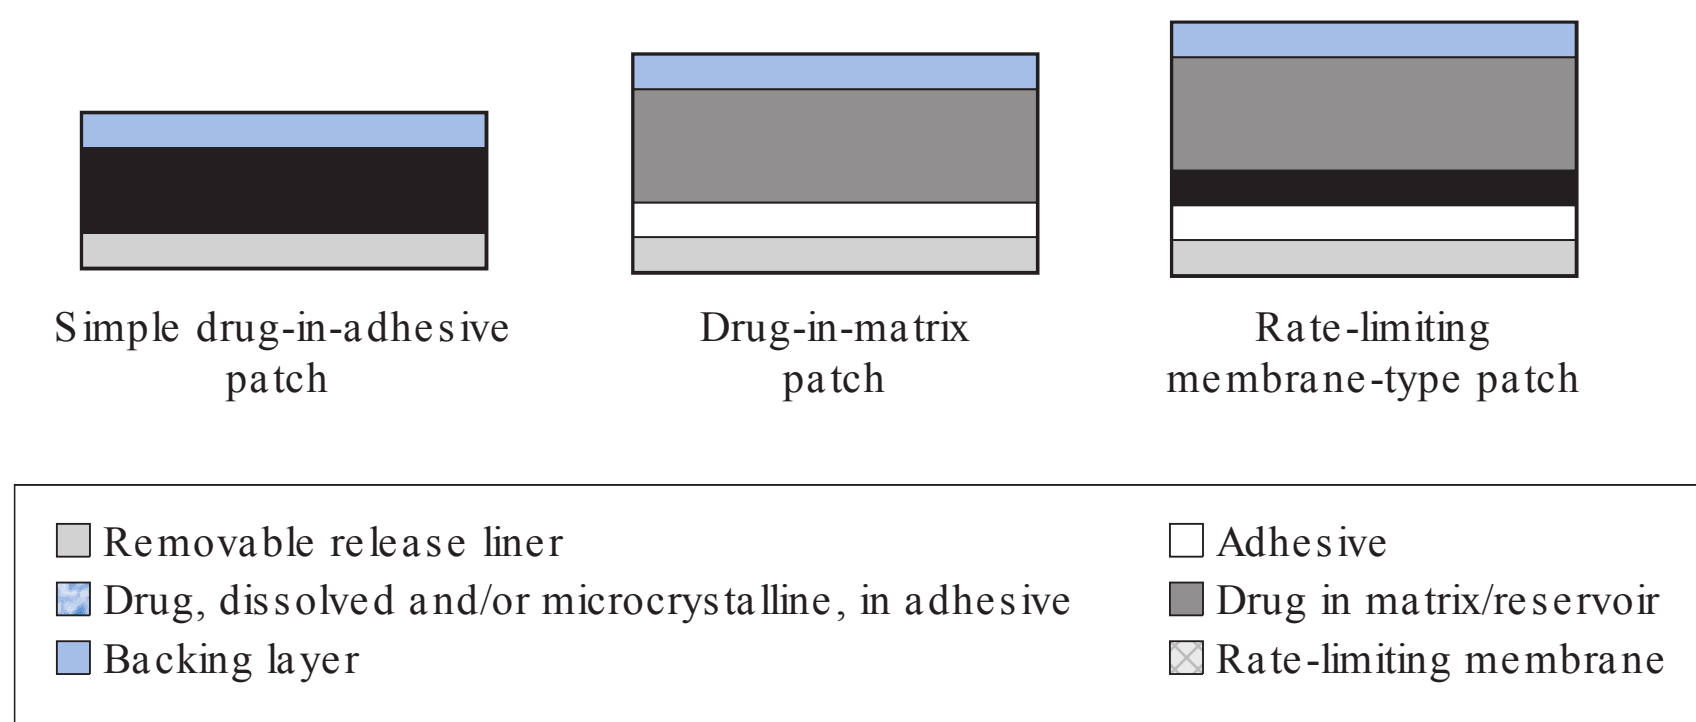 Simple drug-in-adhesive
patch
Drug-in-matrix
patch
Rate-limiting
membrane-type patch
Removable release liner
Drug, dissolved and/or microcrystalline, in adhesive
Backing layer
Adhesive
Drug in matrix/reservoir
Rate-limiting membrane